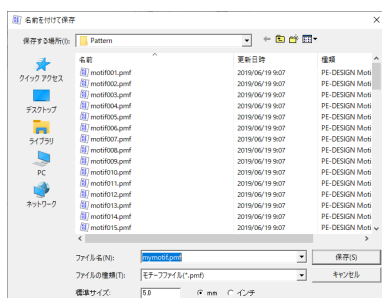 名前を付けて保存
保存する場所(I): Pattern
名前 更新日時 種類
motif001.pmf 2019/06/19 9:07 PE-DESIGN Moti
motif002.pmf 2019/06/19 9:07 PE-DESIGN Moti
motif003.pmf 2019/06/19 9:07 PE-DESIGN Moti
motif004.pmf 2019/06/19 9:07 PE-DESIGN Moti
motif005.pmf 2019/06/19 9:07 PE-DESIGN Moti
motif006.pmf 2019/06/19 9:07 PE-DESIGN Moti
motif007.pmf 2019/06/19 9:07 PE-DESIGN Moti
motif008.pmf 2019/06/19 9:07 PE-DESIGN Moti
motif009.pmf 2019/06/19 9:07 PE-DESIGN Moti
motif010.pmf 2019/06/19 9:07 PE-DESIGN Moti
motif011.pmf 2019/06/19 9:07 PE-DESIGN Moti
motif012.pmf 2019/06/19 9:07 PE-DESIGN Moti
motif013.pmf 2019/06/19 9:07 PE-DESIGN Moti
motif014.pmf 2019/06/19 9:07 PE-DESIGN Moti
motif015.pmf 2019/06/19 9:07 PE-DESIGN Moti
クイック アクセス
デスクトップ
ライブラリ
PC
ネットワーク
ファイル名(N): mymotif.pmf 保存(S)
ファイルの種類(T): モチーフファイル(*.pmf) キャンセル
標準サイズ: 5.0 mm インチ